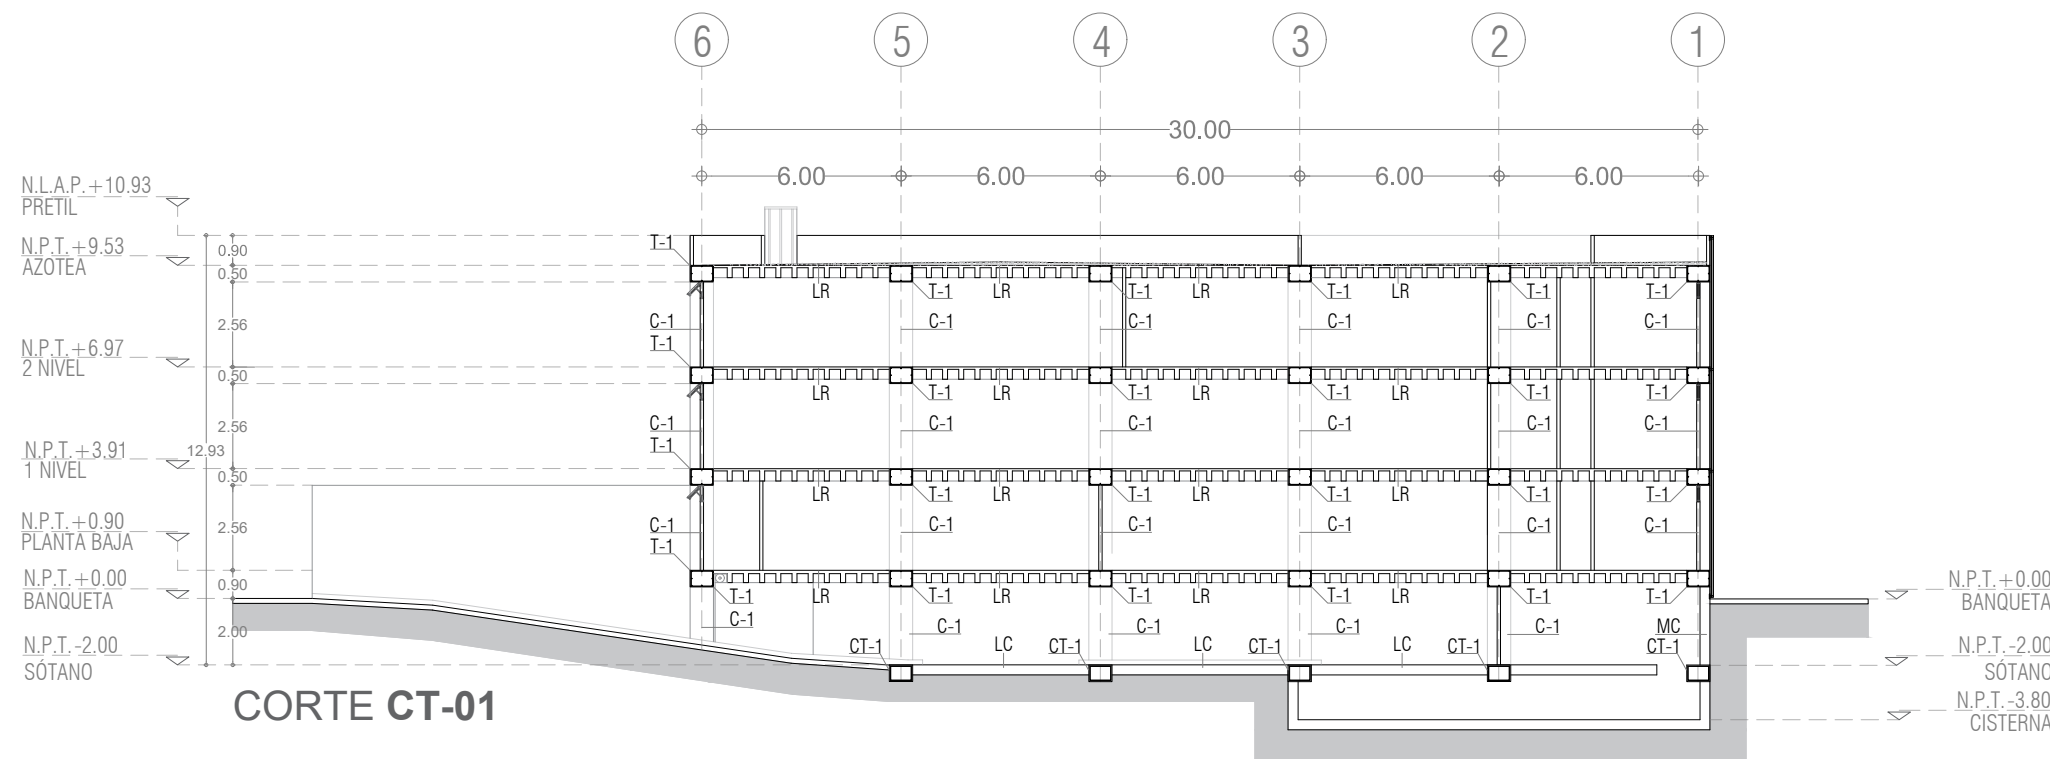 6 5 4 3 2 1
30.00
6.00 6.00 6.00 6.00 6.00
N.L.A.P.+10.93
PRETIL
N.P.T.+9.53
AZOTEA
0.90
0.50
T-1
LR T-1 LR T-1 LR T-1 LR T-1 T-1
2.56
C-1 C-1 C-1 C-1 C-1 C-1
T-1
N.P.T.+6.97
2 NIVEL
0.50
LR T-1 LR T-1 LR T-1 LR T-1 T-1
2.56
C-1 C-1 C-1 C-1 C-1 C-1
T-1
12.93
N.P.T.+3.91
1 NIVEL
0.50
LR T-1 LR T-1 LR T-1 LR T-1 T-1
2.56
C-1 C-1 C-1 C-1 C-1 C-1
T-1
N.P.T.+0.90
PLANTA BAJA
N.P.T.+0.00
BANQUETA
0.90
T-1 LR T-1 LR T-1 LR T-1 LR T-1 T-1
N.P.T.+0.00
BANQUETA
2.00
C-1 C-1 C-1 C-1 C-1 MC
CT-1 LC CT-1 LC CT-1 LC CT-1 CT-1
N.P.T.-2.00
SÓTANO
N.P.T.-2.00
SÓTANO
N.P.T.-3.80
CISTERNA
CORTE CT-01